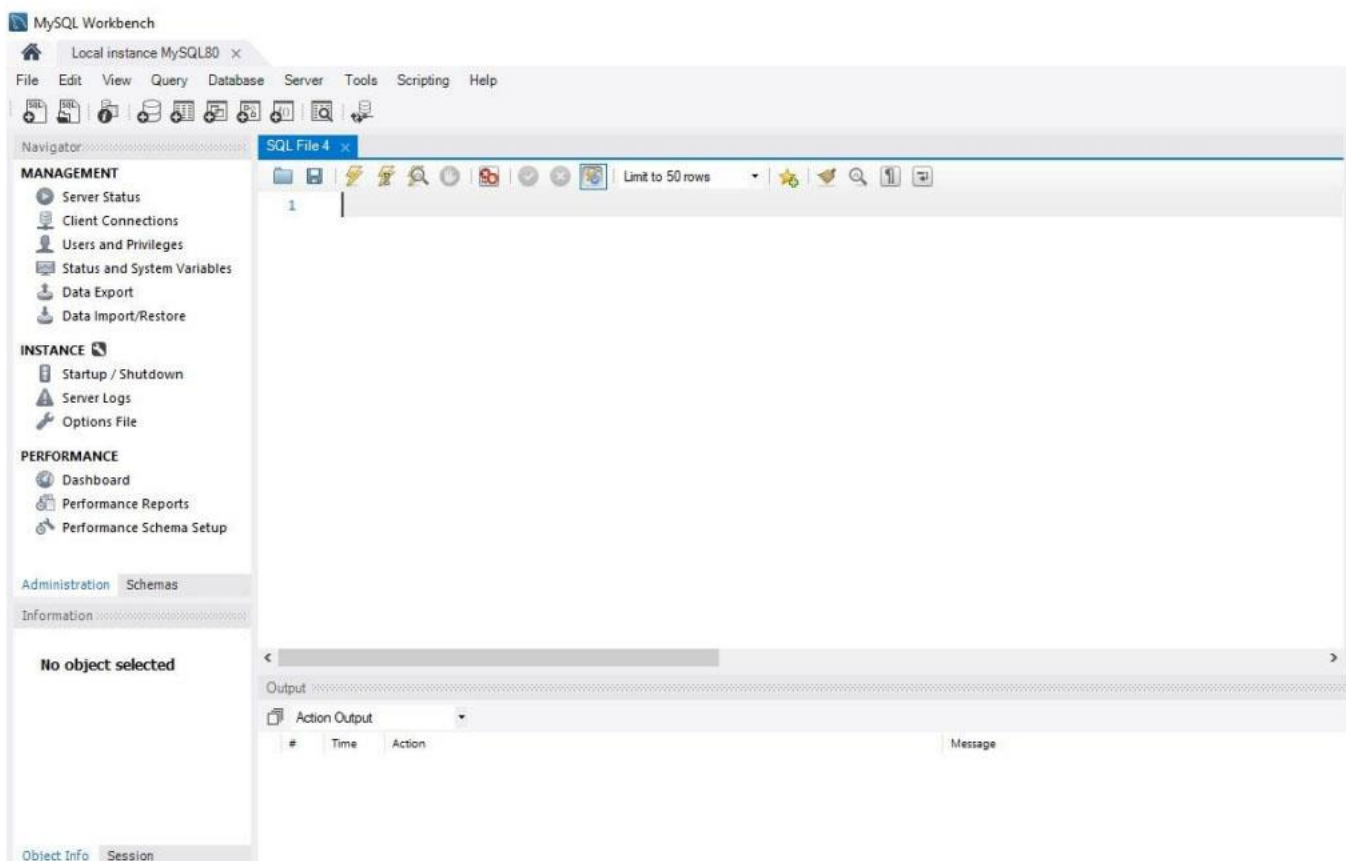 MySQL Workbench
Local instance MySQL80
File Edit View Query Database Server Tools Scripting Help
Navigator
SQL File 4
MANAGEMENT
Server Status
Client Connections
Users and Privileges
Status and System Variables
Data Export
Data Import/Restore
INSTANCE
Startup / Shutdown
Server Logs
Options File
PERFORMANCE
Dashboard
Performance Reports
Performance Schema Setup
Administration Schemas
Information
No object selected
Object Info Session
Limit to 50 rows
1
Output
Action Output
# Time Action Message